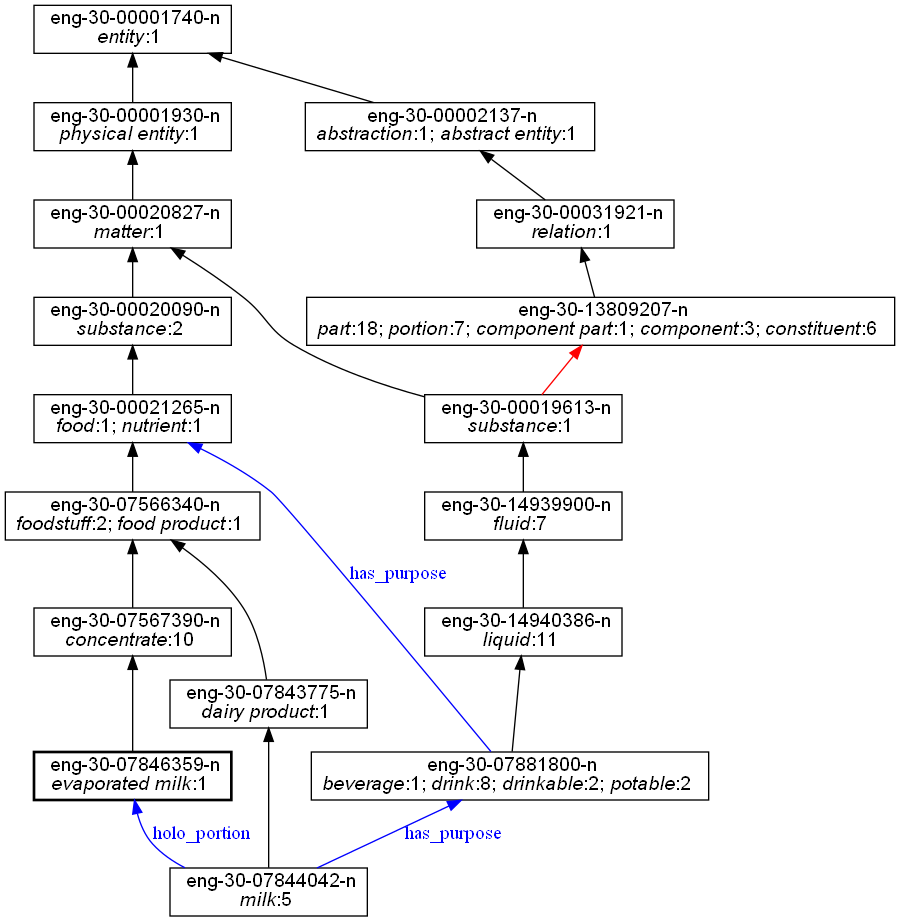 eng-30-00001740-n
entity:1
eng-30-00001930-n
physical entity:1
eng-30-00002137-n
abstraction:1; abstract entity:1
eng-30-00020827-n
matter:1
eng-30-00031921-n
relation:1
eng-30-00020090-n
substance:2
eng-30-13809207-n
part:18; portion:7; component part:1; component:3; constituent:6
eng-30-00021265-n
food:1; nutrient:1
eng-30-00019613-n
substance:1
eng-30-07566340-n
foodstuff:2; food product:1
eng-30-14939900-n
fluid:7
has_purpose
eng-30-07567390-n
concentrate:10
eng-30-14940386-n
liquid:11
eng-30-07843775-n
dairy product:1
eng-30-07846359-n
evaporated milk:1
eng-30-07881800-n
beverage:1; drink:8; drinkable:2; potable:2
holo_portion
has_purpose
eng-30-07844042-n
milk:5